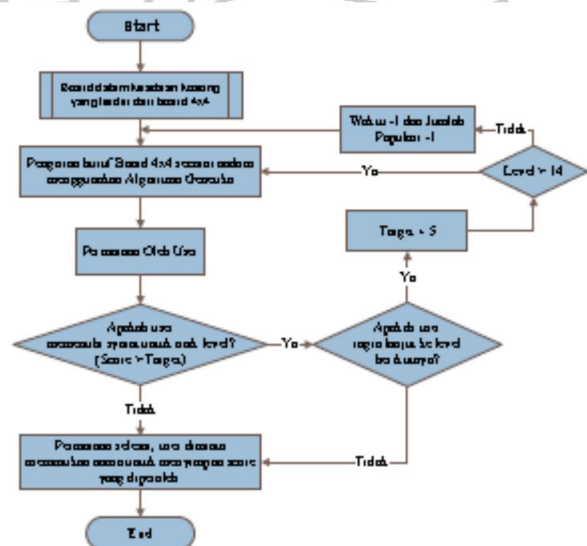 Start
Board dalam keadaan kosong
yang terdiri dari board 4x4
Waktu -1 dan Jumlah
Populasi -1
Tidak
Pengisian huruf Board 4x4 secara random
menggunakan Algoritma Genetika
Ya
Level > 14
Permainan Oleh User
Target + 5
Ya
Apakah user
memenuhi syarat untuk naik level?
(Score > Target)
Ya
Apakah user
ingin lanjut ke level
berikutnya?
Tidak
Permainan selesai, user diminta
memasukkan nama untuk menyimpan score
yang diperoleh
Tidak
End